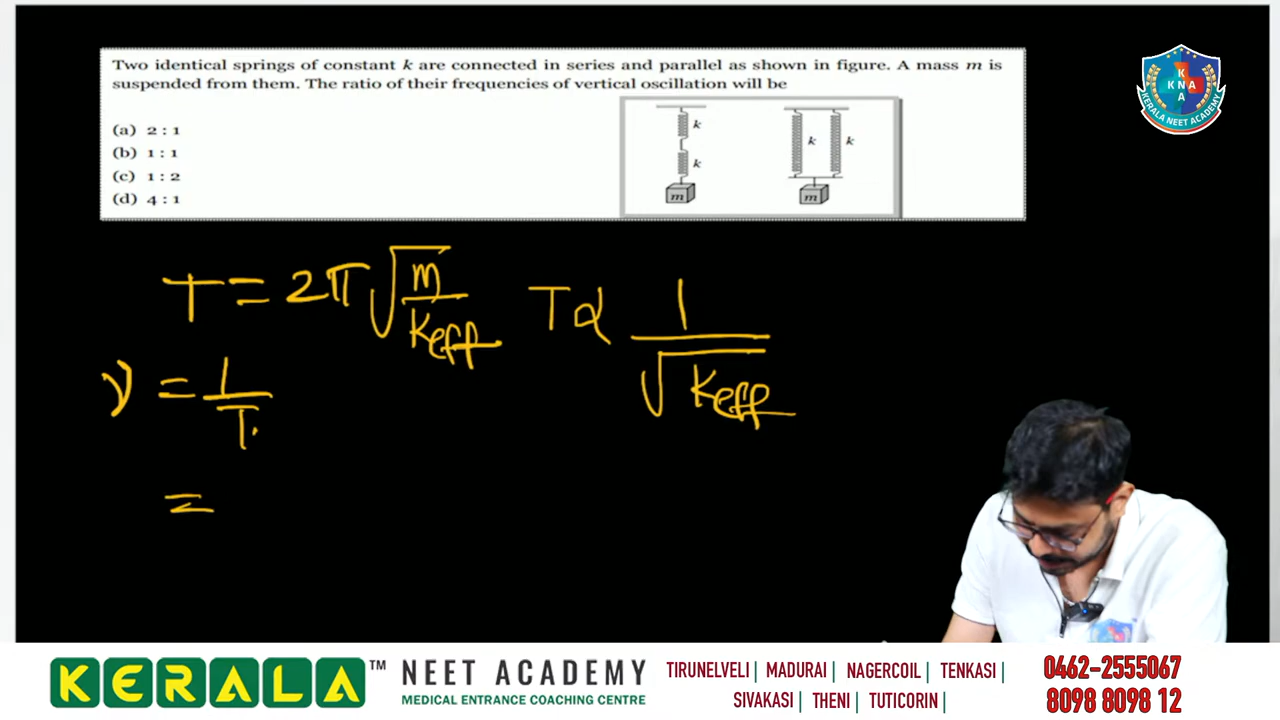 Two identical springs of constant k are connected in series and parallel as shown in figure. A mass m is
suspended from them. The ratio of their frequencies of vertical oscillation will be
(a) 2 : 1
(b) 1 : 1
(c) 1 : 2
(d) 4 : 1
k
k
m
k
k
m
KNA
KNA
KERALA NEET ACADEMY
T = 2π√(m/Keff)
T ∝ 1/√Keff
ν = 1/T
=
KERALA™
NEET ACADEMY
MEDICAL ENTRANCE COACHING CENTRE
TIRUNELVELI | MADURAI | NAGERCOIL | TENKASI |
SIVAKASI | THENI | TUTICORIN |
0462-2555067
8098 8098 12